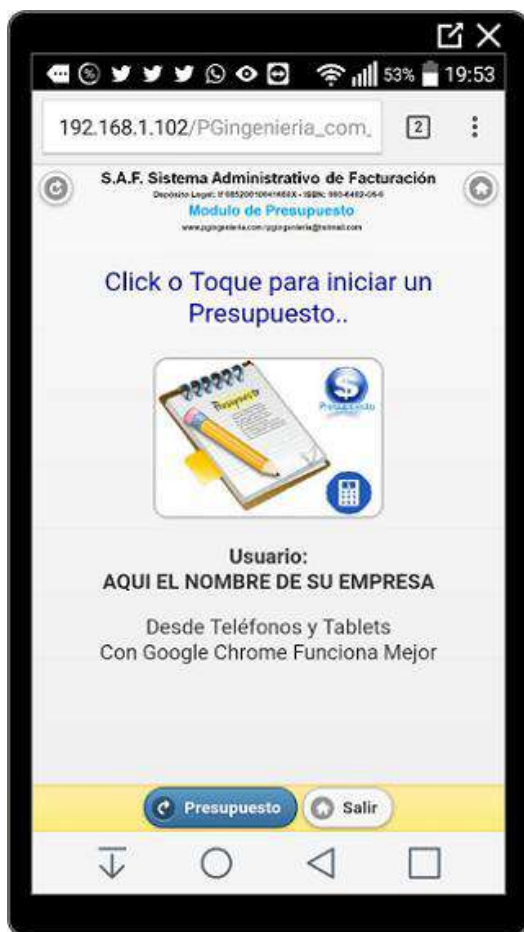 53% 19:53
192.168.1.102/PGingenieria_com_
2
S.A.F. Sistema Administrativo de Facturación
Modulo de Presupuesto
Click o Toque para iniciar un
Presupuesto..
Presupuesto
Presupuesto
Usuario:
AQUI EL NOMBRE DE SU EMPRESA
Desde Teléfonos y Tablets
Con Google Chrome Funciona Mejor
Presupuesto
Salir